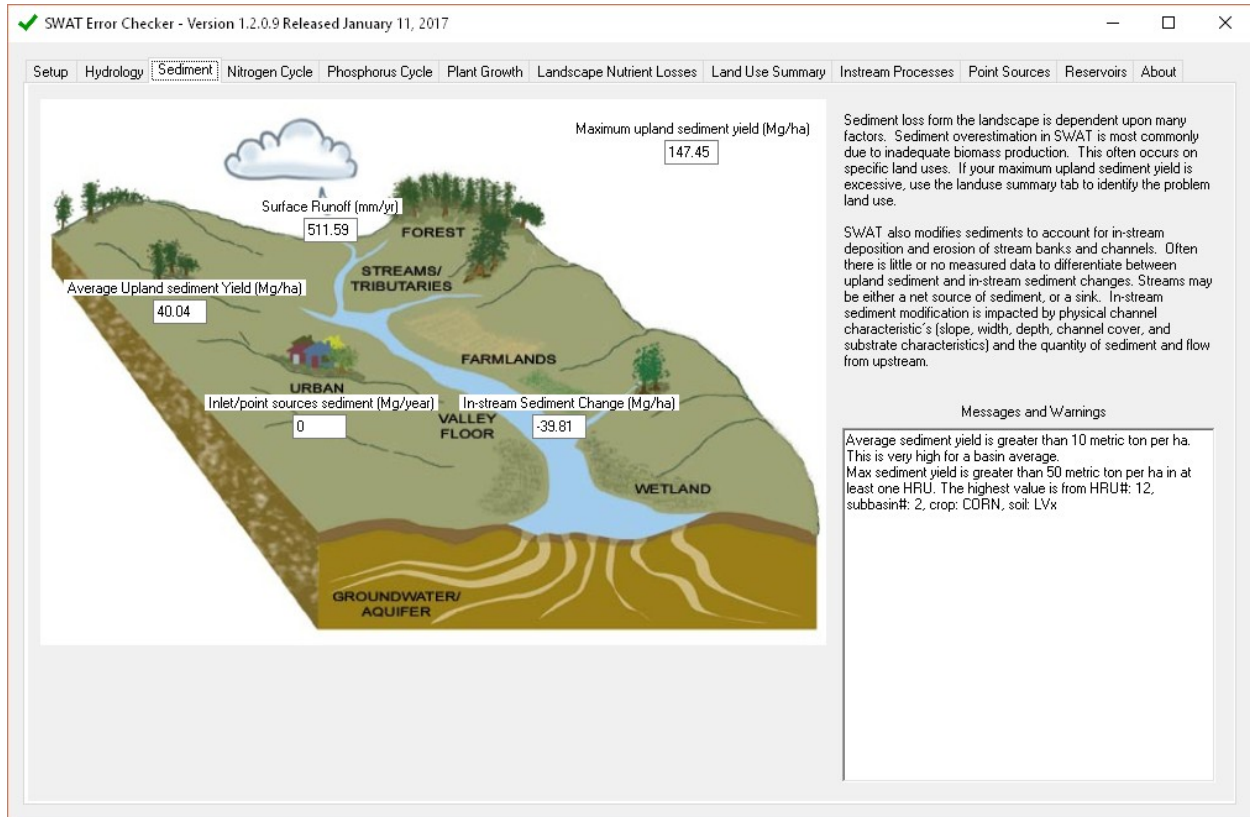 SWAT Error Checker - Version 1.2.0.9 Released January 11, 2017
Setup Hydrology Sediment Nitrogen Cycle Phosphorus Cycle Plant Growth Landscape Nutrient Losses Land Use Summary Instream Processes Point Sources Reservoirs About
Maximum upland sediment yield (Mg/ha)
147.45
Surface Runoff (mm/yr)
511.59
FOREST
STREAMS/
TRIBUTARIES
Average Upland sediment Yield (Mg/ha)
40.04
FARMLANDS
URBAN
Inlet/point sources sediment (Mg/year)
0
In-stream Sediment Change (Mg/ha)
-39.81
VALLEY
FLOOR
WETLAND
GROUNDWATER/
AQUIFER
Sediment loss form the landscape is dependent upon many
factors. Sediment overestimation in SWAT is most commonly
due to inadequate biomass production. This often occurs on
specific land uses. If your maximum upland sediment yield is
excessive, use the landuse summary tab to identify the problem
land use.
SWAT also modifies sediments to account for in-stream
deposition and erosion of stream banks and channels. Often
there is little or no measured data to differentiate between
upland sediment and in-stream sediment changes. Streams may
be either a net source of sediment, or a sink. In-stream
sediment modification is impacted by physical channel
characteristic´s (slope, width, depth, channel cover, and
substrate characteristics) and the quantity of sediment and flow
from upstream.
Messages and Warnings
Average sediment yield is greater than 10 metric ton per ha.
This is very high for a basin average.
Max sediment yield is greater than 50 metric ton per ha in at
least one HRU. The highest value is from HRU#: 12,
subbasin#: 2, crop: CORN, soil: LVx